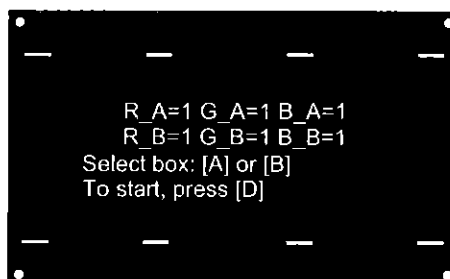 R_A=1 G_A=1 B_A=1
R_B=1 G_B=1 B_B=1
Select box: [A] or [B]
To start, press [D]